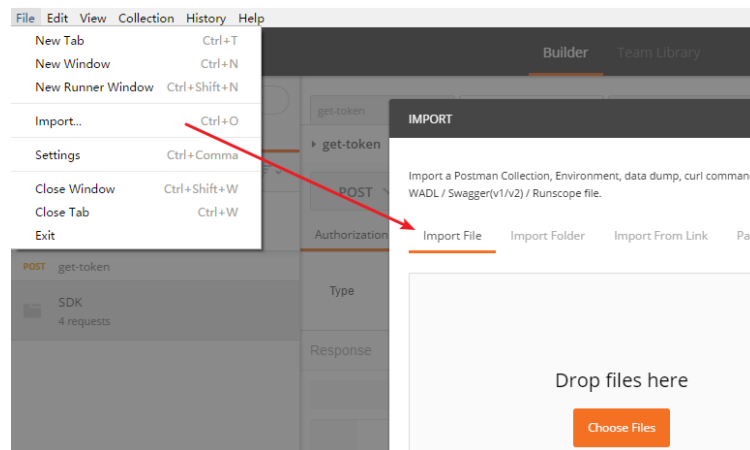 File Edit View Collection History Help
New Tab Ctrl+T
New Window Ctrl+N
New Runner Window Ctrl+Shift+N
Import... Ctrl+O
Settings Ctrl+Comma
Close Window Ctrl+Shift+W
Close Tab Ctrl+W
Exit
Builder Team Library
get-token
get-token
POST
Authorization
Type
Response
POST get-token
SDK
4 requests
IMPORT
Import a Postman Collection, Environment, data dump, curl comman
WADL / Swagger(v1/v2) / Runscope file.
Import File Import Folder Import From Link Pa
Drop files here
Choose Files